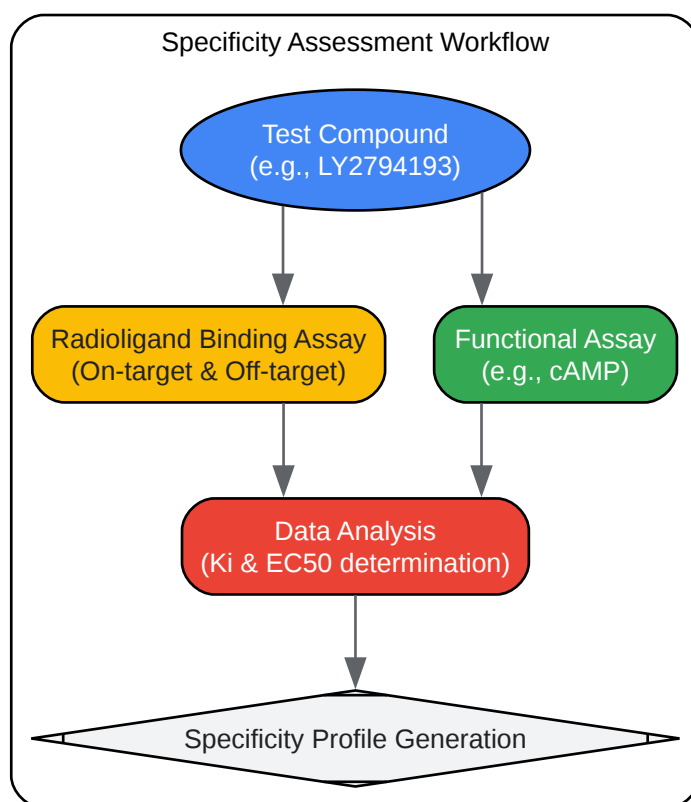 Specificity Assessment Workflow
Test Compound
(e.g., LY2794193)
Radioligand Binding Assay
(On-target & Off-target)
Functional Assay
(e.g., cAMP)
Data Analysis
(Ki & EC50 determination)
Specificity Profile Generation